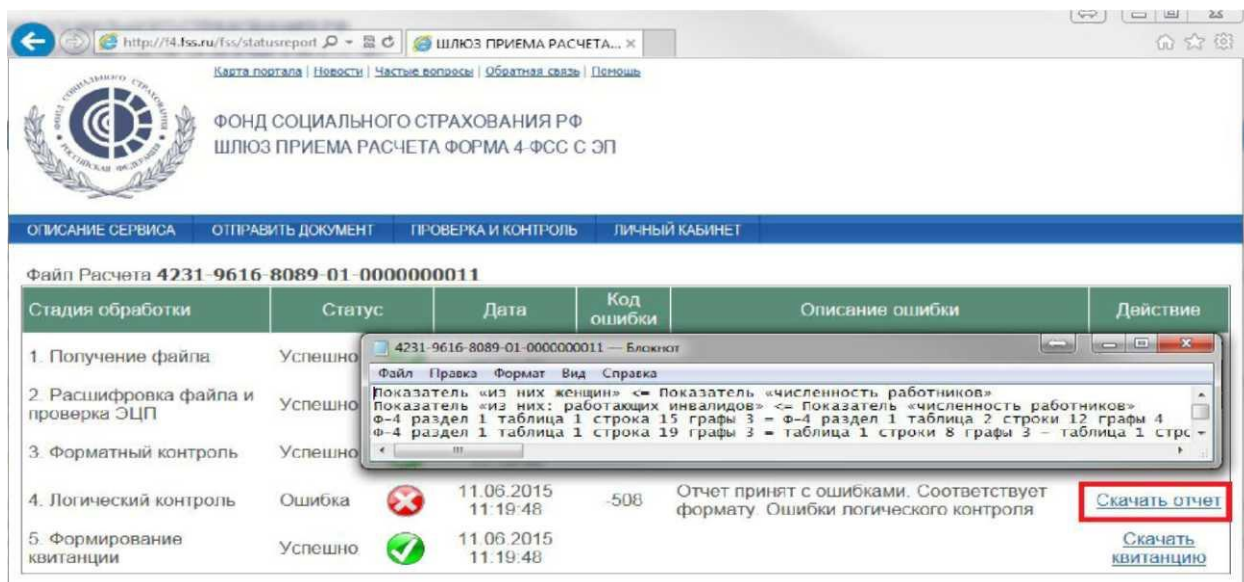 http://f4.fss.ru/fss/statusreport
ШЛЮЗ ПРИЕМА РАСЧЕТА...
Карта портала | Новости | Частые вопросы | Обратная связь | Помощь
ФОНД СОЦИАЛЬНОГО СТРАХОВАНИЯ РФ
ШЛЮЗ ПРИЕМА РАСЧЕТА ФОРМА 4-ФСС С ЭП
ОПИСАНИЕ СЕРВИСА ОТПРАВИТЬ ДОКУМЕНТ ПРОВЕРКА И КОНТРОЛЬ ЛИЧНЫЙ КАБИНЕТ
Файл Расчета 4231-9616-8089-01-0000000011
Стадия обработки Статус Дата Код ошибки Описание ошибки Действие
1. Получение файла Успешно
4231-9616-8089-01-0000000011 — Блокнот
Файл Правка Формат Вид Справка
Показатель «из них женщин» <= Показатель «численность работников»
Показатель «из них: работающих инвалидов» <= Показатель «численность работников»
Ф-4 раздел 1 таблица 1 строка 15 графы 3 = Ф-4 раздел 1 таблица 2 строки 12 графы 4
Ф-4 раздел 1 таблица 1 строка 19 графы 3 = таблица 1 строки 8 графы 3 - таблица 1 стрс
2. Расшифровка файла и
проверка ЭЦП Успешно
3. Форматный контроль Успешно
4. Логический контроль Ошибка 11.06.2015 11:19:48 -508 Отчет принят с ошибками. Соответствует
формату. Ошибки логического контроля Скачать отчет
5. Формирование
квитанции Успешно 11.06.2015 11:19:48 Скачать
квитанцию